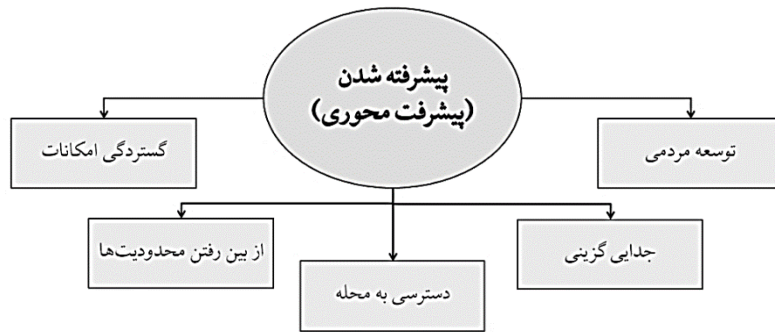 پیشرفته شدن
(پیشرفت محوری)
توسعه مردمی
گستردگی امکانات
جدایی گزینی
از بین رفتن محدودیت‌ها
دسترسی به محله